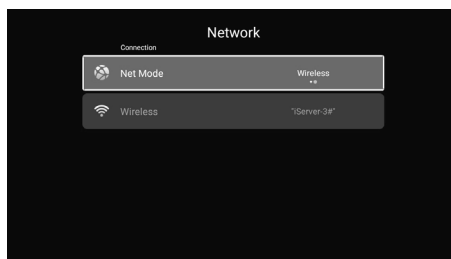 Network
Connection
Net Mode
Wireless
Wireless
"iServer-3#"